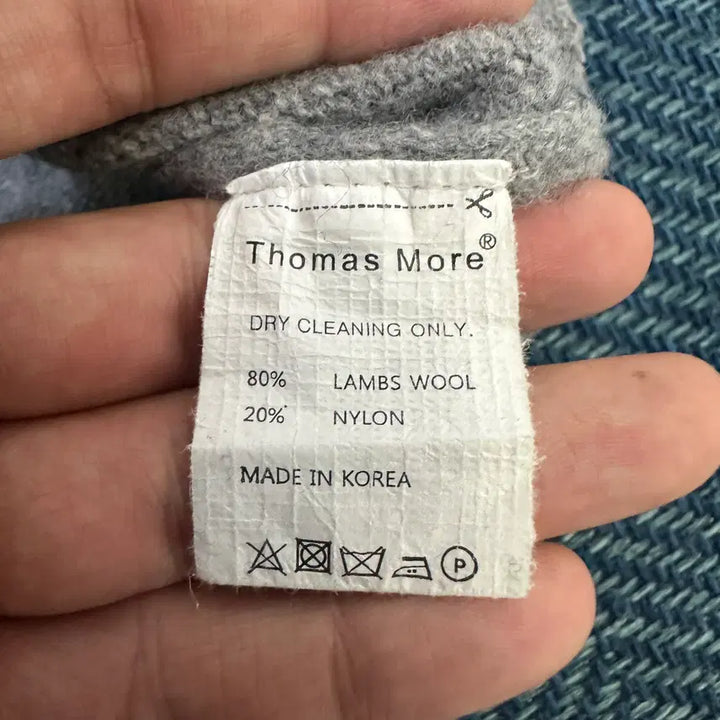 Thomas More®
DRY CLEANING ONLY.
80% LAMBS WOOL
20% NYLON
MADE IN KOREA
P